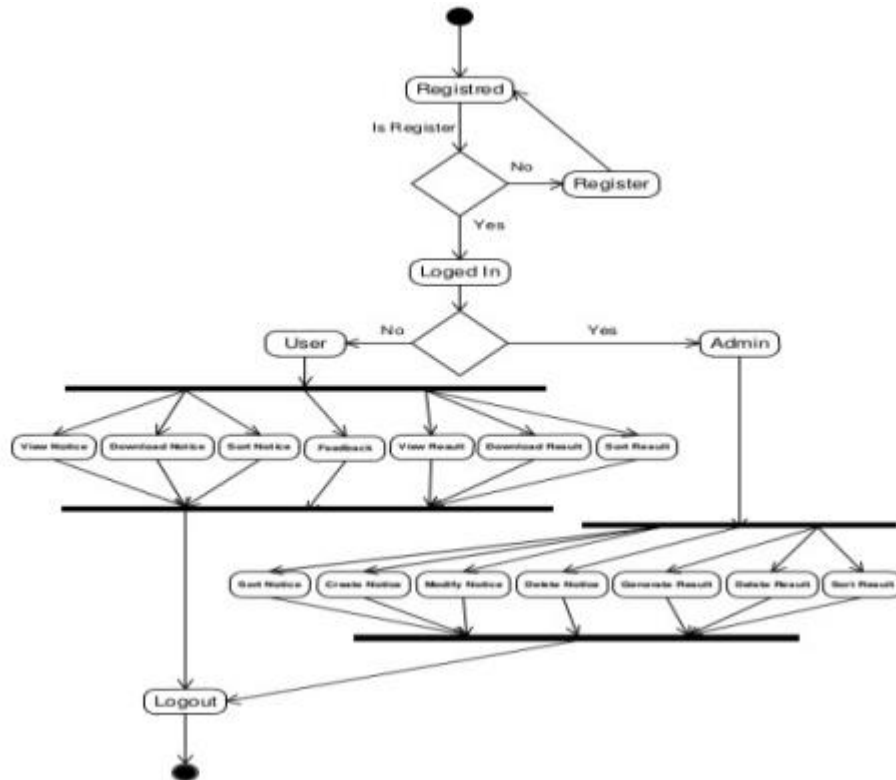 Registred
Is Register
No
Register
Yes
Loged In
User
No
Yes
Admin
View Notice
Download Notice
Sort Notice
Feedback
View Result
Download Result
Sort Result
Sort Notice
Create Notice
Modify Notice
Delete Notice
Generate Result
Delete Result
Sort Result
Logout